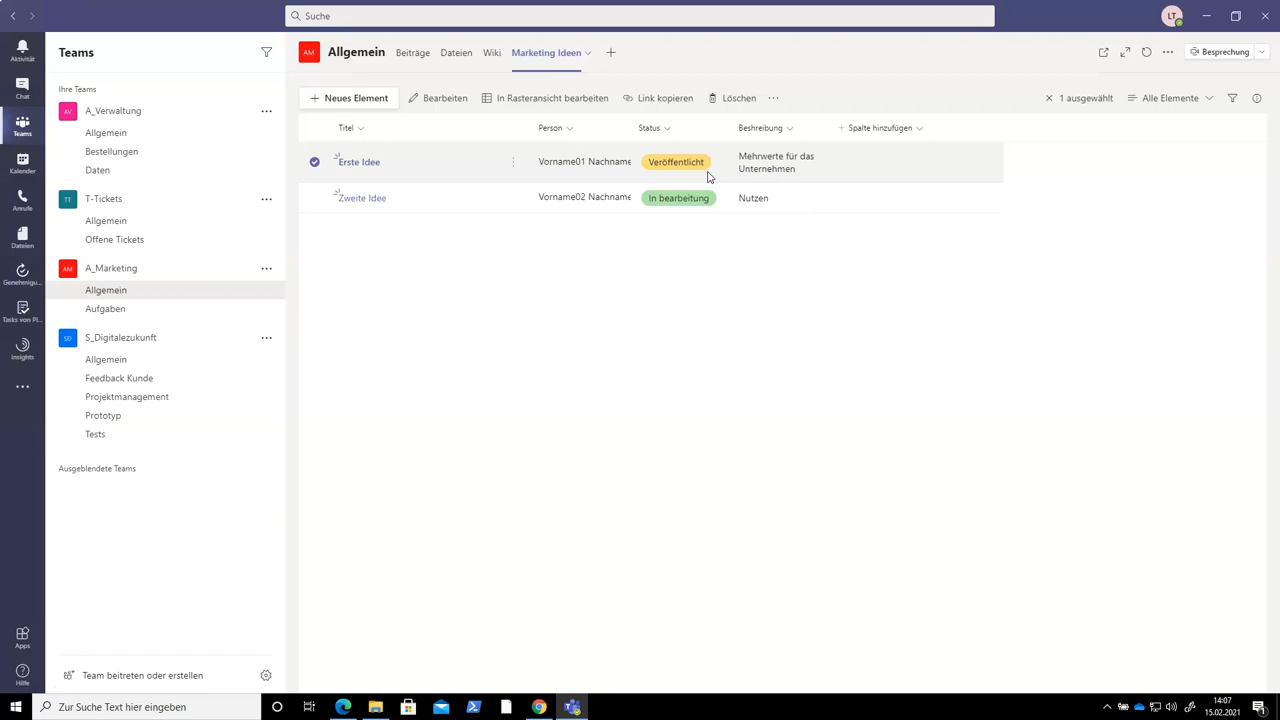 Suche
LT
Aktivität
Chat
Teams
Kalender
Anrufe
Dateien
Genehmigu...
Tasks von Pl...
Insights
Apps
Hilfe
Teams
Ihre Teams
AV A_Verwaltung
Allgemein
Bestellungen
Daten
TT T-Tickets
Allgemein
Offene Tickets
AM A_Marketing
Allgemein
Aufgaben
SD S_Digitalezukunft
Allgemein
Feedback Kunde
Projektmanagement
Prototyp
Tests
Ausgeblendete Teams
Team beitreten oder erstellen
AM Allgemein Beiträge Dateien Wiki Marketing Ideen Besprechung
Neues Element Bearbeiten In Rasteransicht bearbeiten Link kopieren Löschen 1 ausgewählt Alle Elemente
Titel Person Status Beshreibung Spalte hinzufügen
Erste Idee Vorname01 Nachname Veröffentlicht Mehrwerte für das
Unternehmen
Zweite Idee Vorname02 Nachname In bearbeitung Nutzen
Zur Suche Text hier eingeben
14:07
15.02.2021